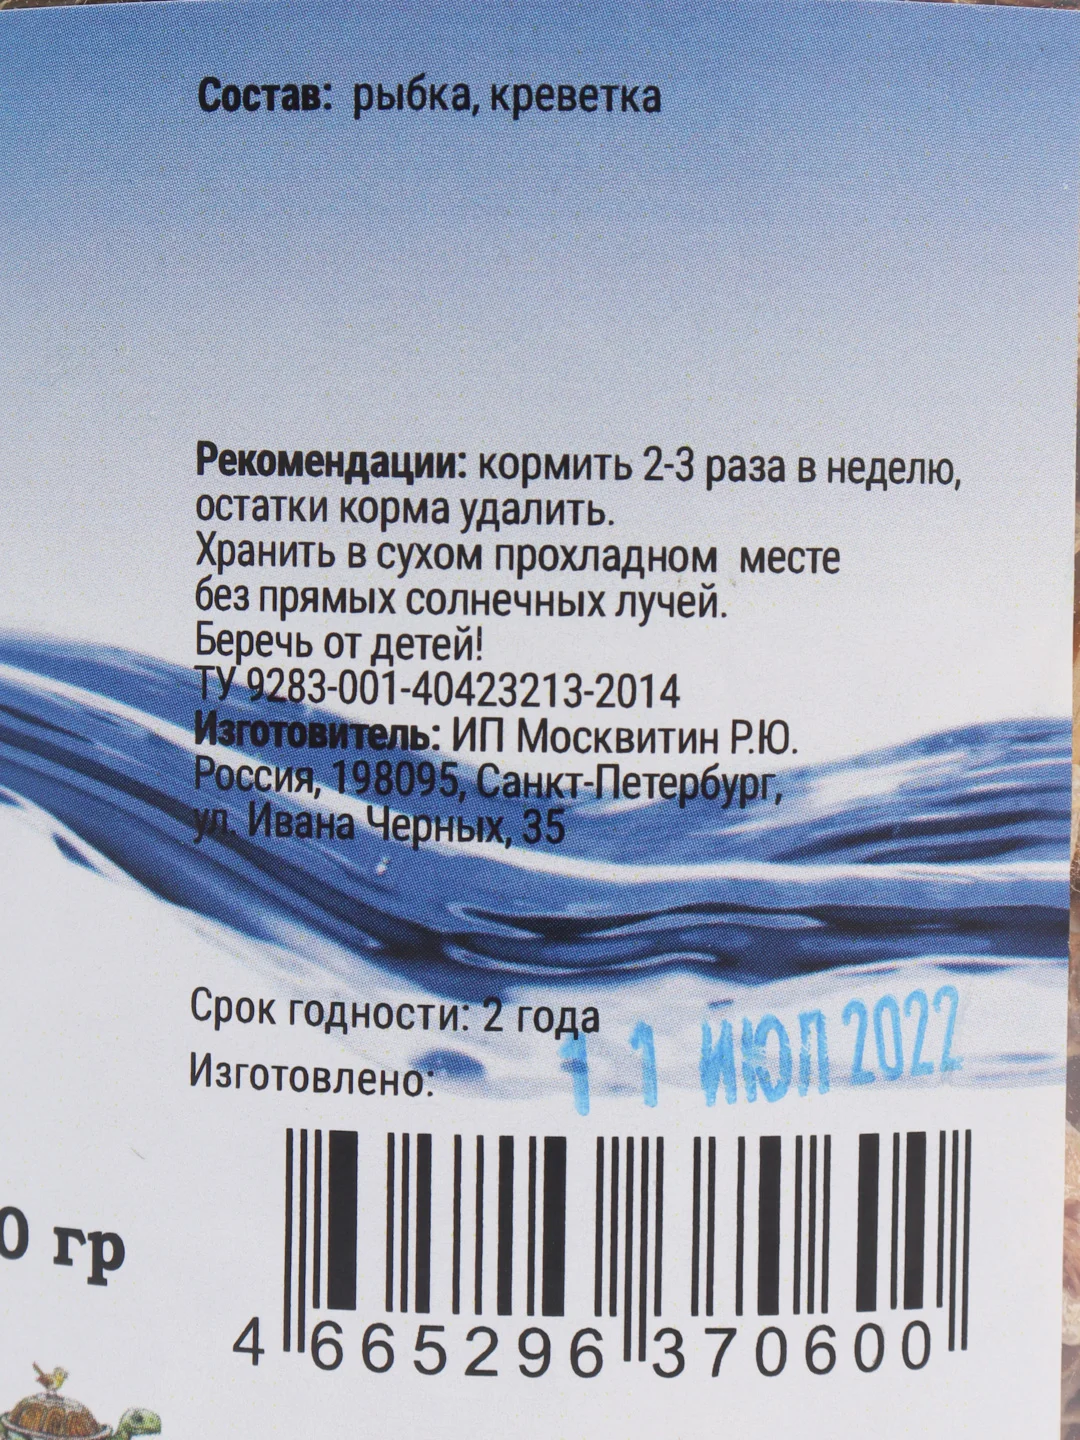 Состав: рыбка, креветка
Рекомендации: кормить 2-3 раза в неделю,
остатки корма удалить.
Хранить в сухом прохладном месте
без прямых солнечных лучей.
Беречь от детей!
ТУ 9283-001-40423213-2014
Изготовитель: ИП Москвитин Р.Ю.
Россия, 198095, Санкт-Петербург,
ул. Ивана Черных, 35
Срок годности: 2 года
Изготовлено: 11 ИЮЛ 2022
0 гр
4 665296 370600